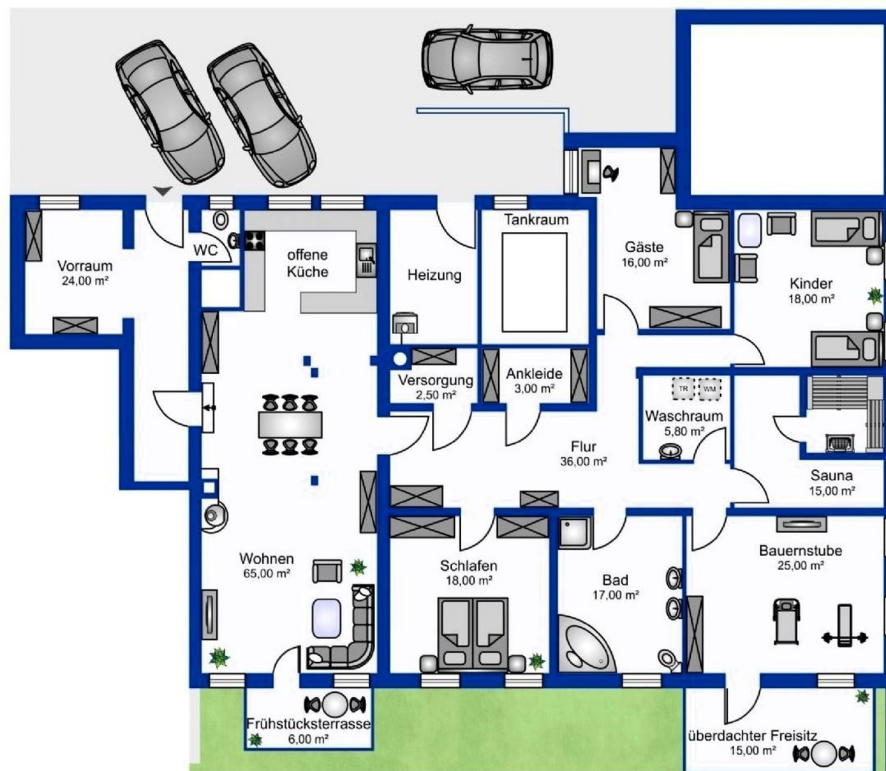 Tankraum
WC
offene
Küche
Gäste
16,00 m²
Vorraum
24,00 m²
Heizung
Kinder
18,00 m²
Versorgung
2,50 m²
Ankleide
3,00 m²
TR
WM
Waschraum
5,80 m²
Flur
36,00 m²
Sauna
15,00 m²
Wohnen
65,00 m²
Schlafen
18,00 m²
Bad
17,00 m²
Bauernstube
25,00 m²
Frühstücksterrasse
6,00 m²
überdachter Freisitz
15,00 m²